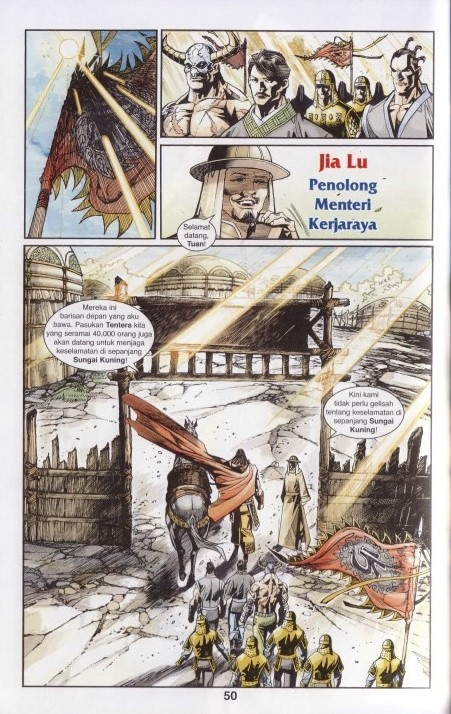 Jia Lu
Penolong
Menteri
Kerjaraya
Selamat
datang,
Tuan!
Mereka ini
barisan depan yang aku
bawa. Pasukan Tentera kita
yang seramai 40,000 orang juga
akan datang untuk menjaga
keselamatan di sepanjang
Sungai Kuning!
Kini kami
tidak perlu gelisah
tentang keselamatan di
sepanjang Sungai
Kuning!
50